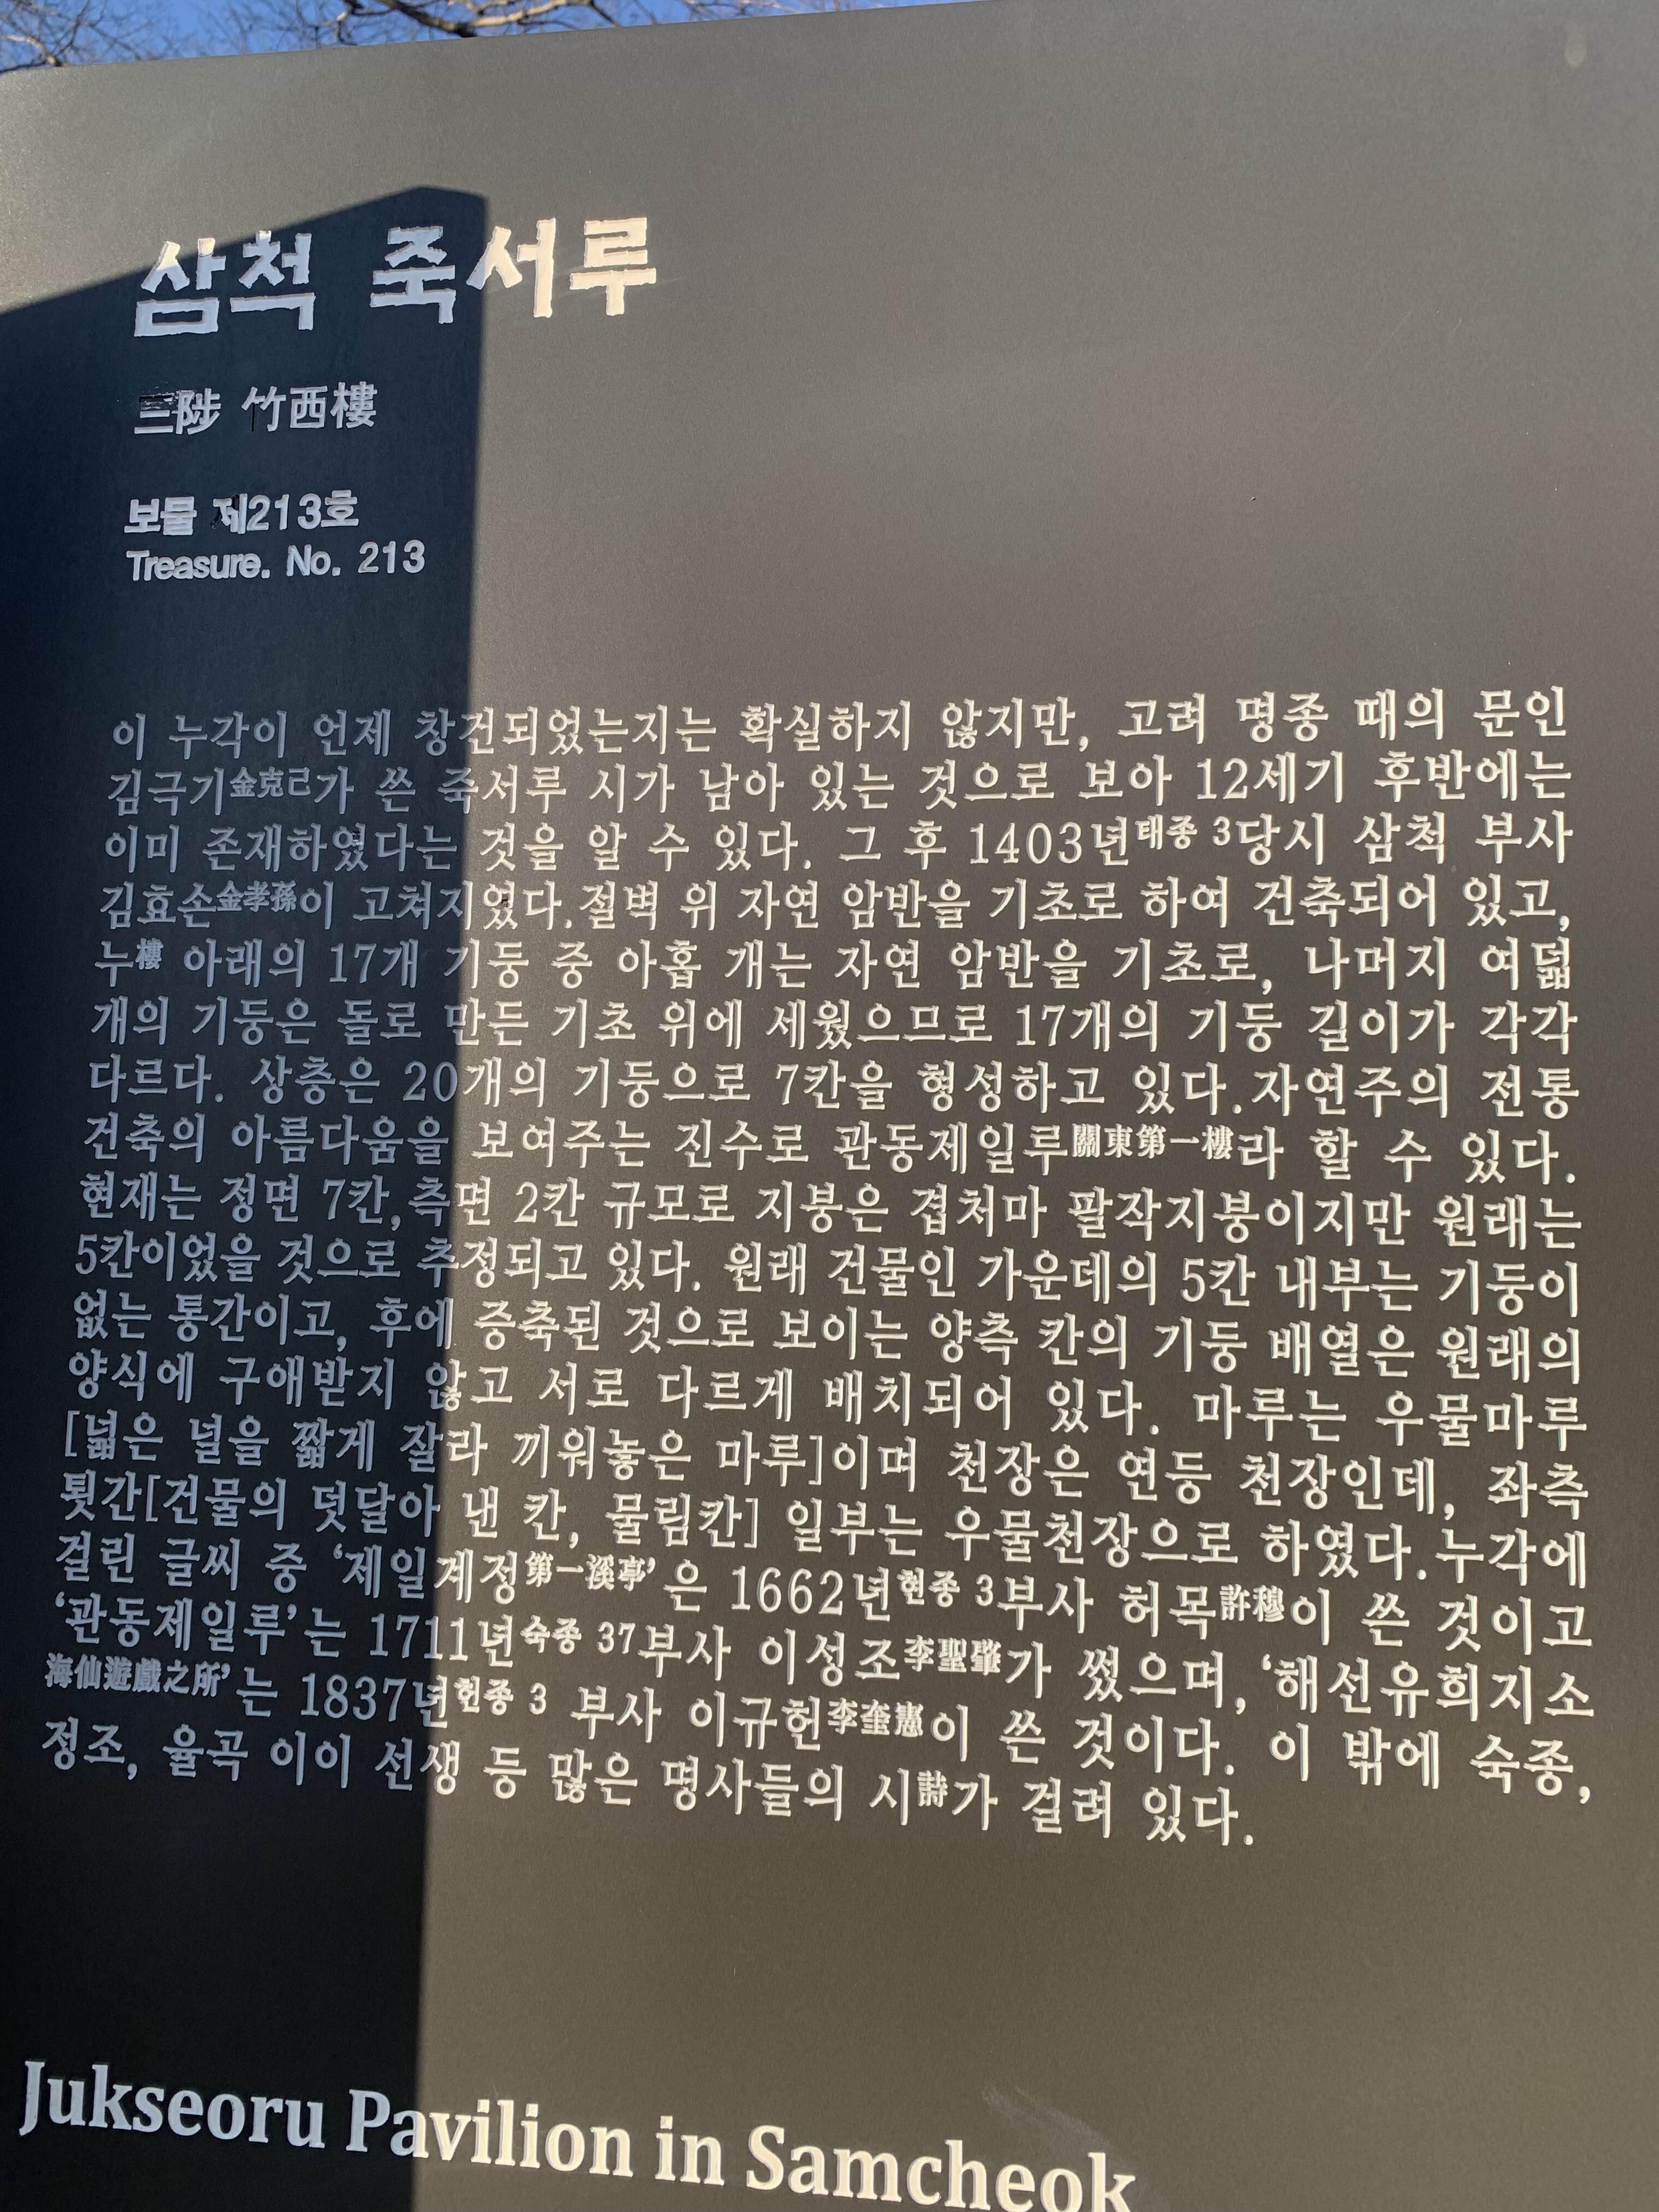 삼척 죽서루
三陟 竹西樓
보물 제213호
Treasure. No. 213
이 누각이 언제 창건되었는지는 확실하지 않지만, 고려 명종 때의 문인
김극기金克己가 쓴 죽서루 시가 남아 있는 것으로 보아 12세기 후반에는
이미 존재하였다는 것을 알 수 있다. 그 후 1403년태종 3당시 삼척 부사
김효손金孝孫이 고쳐지었다.절벽 위 자연 암반을 기초로 하여 건축되어 있고,
누樓 아래의 17개 기둥 중 아홉 개는 자연 암반을 기초로, 나머지 여덟
개의 기둥은 돌로 만든 기초 위에 세웠으므로 17개의 기둥 길이가 각각
다르다. 상층은 20개의 기둥으로 7칸을 형성하고 있다.자연주의 전통
건축의 아름다움을 보여주는 진수로 관동제일루關東第一樓라 할 수 있다.
현재는 정면 7칸,측면 2칸 규모로 지붕은 겹처마 팔작지붕이지만 원래는
5칸이었을 것으로 추정되고 있다. 원래 건물인 가운데의 5칸 내부는 기둥이
없는 통간이고, 후에 증축된 것으로 보이는 양측 칸의 기둥 배열은 원래의
양식에 구애받지 않고 서로 다르게 배치되어 있다. 마루는 우물마루
[넓은 널을 짧게 잘라 끼워놓은 마루]이며 천장은 연등 천장인데, 좌측
툇간[건물의 덧달아 낸 칸, 물림칸] 일부는 우물천장으로 하였다.누각에
걸린 글씨 중 ‘제일계정第一溪亭’은 1662년현종 3부사 허목許穆이 쓴 것이고
‘관동제일루’는 1711년숙종 37부사 이성조李聖肇가 썼으며,‘해선유희지소
海仙遊戲之所’는 1837년헌종 3 부사 이규헌李奎憲이 쓴 것이다. 이 밖에 숙종,
정조, 율곡 이이 선생 등 많은 명사들의 시詩가 걸려 있다.
Jukseoru Pavilion in Samcheok